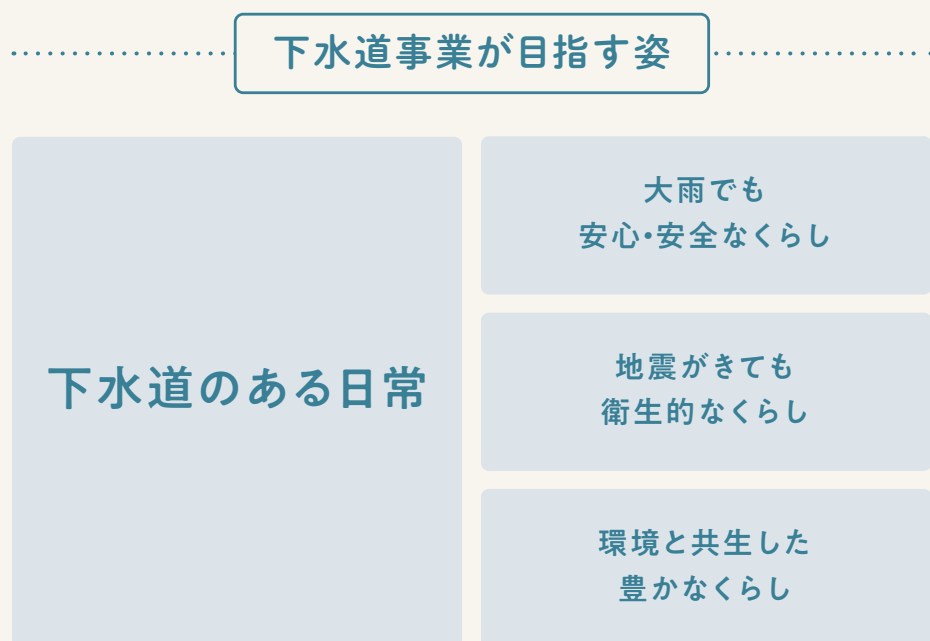 下水道事業が目指す姿
下水道のある日常
大雨でも
安心・安全なくらし
地震がきても
衛生的なくらし
環境と共生した
豊かなくらし